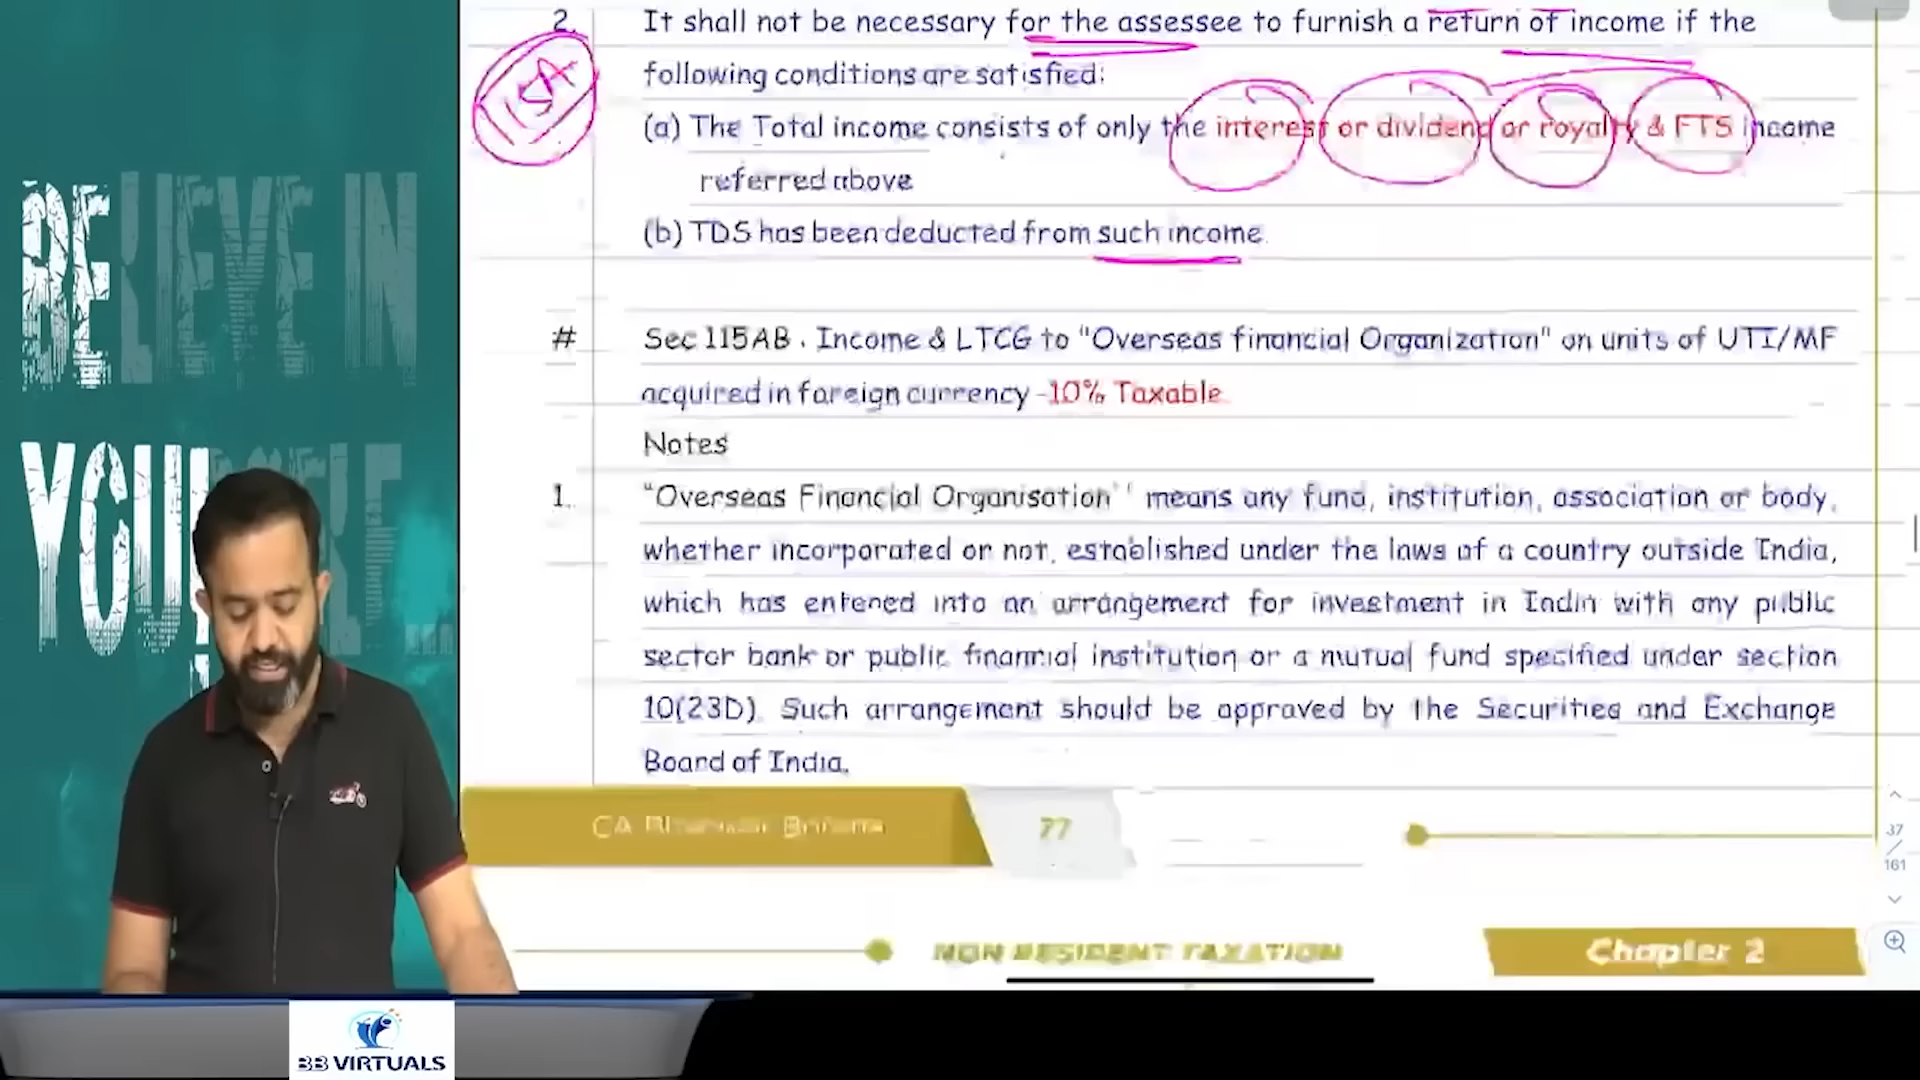 BELIEVE IN
2. It shall not be necessary for the assessee to furnish a return of income if the
115A
following conditions are satisfied:
(a) The Total income consists of only the interest or dividend or royalty & FTS income
referred above
(b) TDS has been deducted from such income.
# Sec 115AB. Income & LTCG to "Overseas financial Organization" on units of UTI/MF
acquired in foreign currency -10% Taxable
Notes
1. "Overseas Financial Organisation'' means any fund, institution, association or body,
whether incorporated or not, established under the laws of a country outside India,
which has entered into an arrangement for investment in India with any public
sector bank or public financial institution or a mutual fund specified under section
10(23D). Such arrangement should be approved by the Securities and Exchange
Board of India.
CA
77
37
/
161
NON RESIDENT TAXATION
Chapter 2
BB VIRTUALS